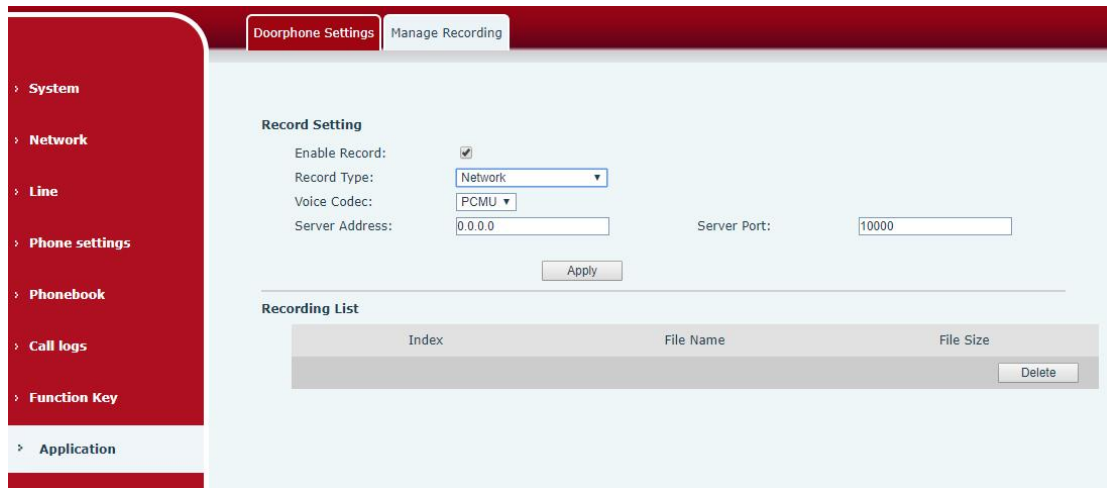 Doorphone Settings Manage Recording
› System
› Network
› Line
› Phone settings
› Phonebook
› Call logs
› Function Key
› Application
Record Setting
Enable Record:
Record Type: Network
Voice Codec: PCMU
Server Address: 0.0.0.0 Server Port: 10000
Apply
Recording List
Index File Name File Size
Delete